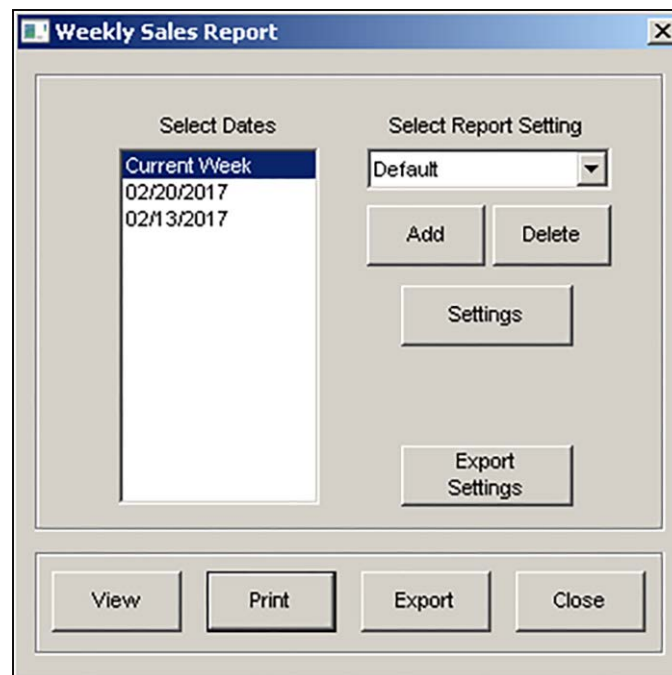 Weekly Sales Report
Select Dates
Current Week
02/20/2017
02/13/2017
Select Report Setting
Default
Add
Delete
Settings
Export
Settings
View
Print
Export
Close